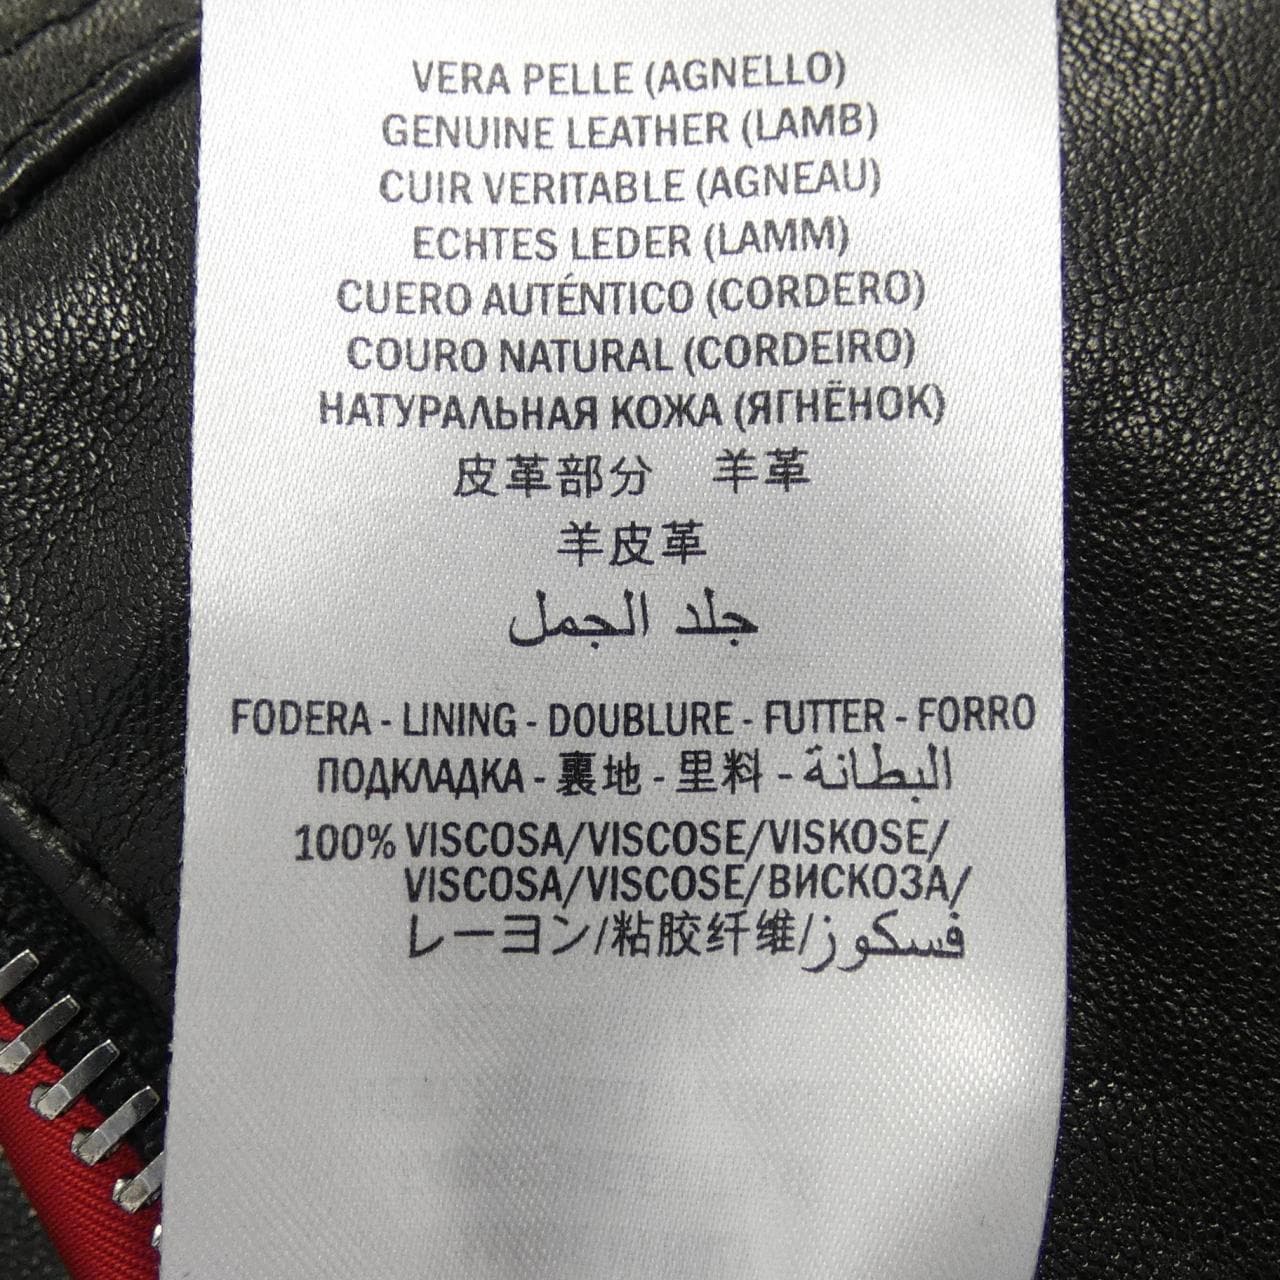 VERA PELLE (AGNELLO)
GENUINE LEATHER (LAMB)
CUIR VERITABLE (AGNEAU)
ECHTES LEDER (LAMM)
CUERO AUTÉNTICO (CORDERO)
COURO NATURAL (CORDEIRO)
НАТУРАЛЬНАЯ КОЖА (ЯГНЁНОК)
皮革部分　羊革
羊皮革
جلد الجمل
FODERA - LINING - DOUBLURE - FUTTER - FORRO
ПОДКЛАДКА - 裏地 - 里料 - البطانة
100% VISCOSA/VISCOSE/VISKOSE/
VISCOSA/VISCOSE/ВИСКОЗА/
レーヨン/粘胶纤维/فسكوز